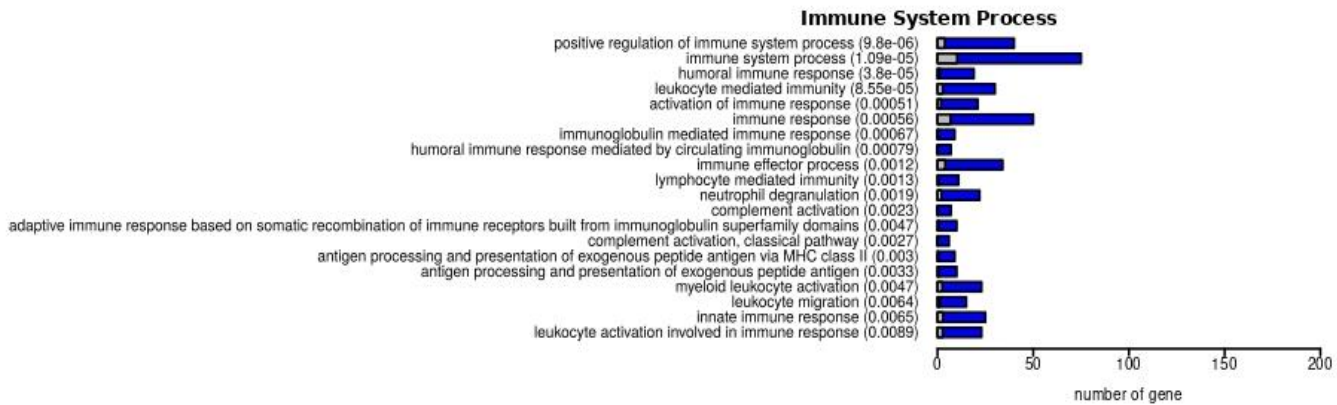 Immune System Process
positive regulation of immune system process (9.8e-06)
immune system process (1.09e-05)
humoral immune response (3.8e-05)
leukocyte mediated immunity (8.55e-05)
activation of immune response (0.00051)
immune response (0.00056)
immunoglobulin mediated immune response (0.00067)
humoral immune response mediated by circulating immunoglobulin (0.00079)
immune effector process (0.0012)
lymphocyte mediated immunity (0.0013)
neutrophil degranulation (0.0019)
complement activation (0.0023)
adaptive immune response based on somatic recombination of immune receptors built from immunoglobulin superfamily domains (0.0047)
complement activation, classical pathway (0.0027)
antigen processing and presentation of exogenous peptide antigen via MHC class II (0.003)
antigen processing and presentation of exogenous peptide antigen (0.0033)
myeloid leukocyte activation (0.0047)
leukocyte migration (0.0064)
innate immune response (0.0065)
leukocyte activation involved in immune response (0.0089)
0 50 100 150 200
number of gene